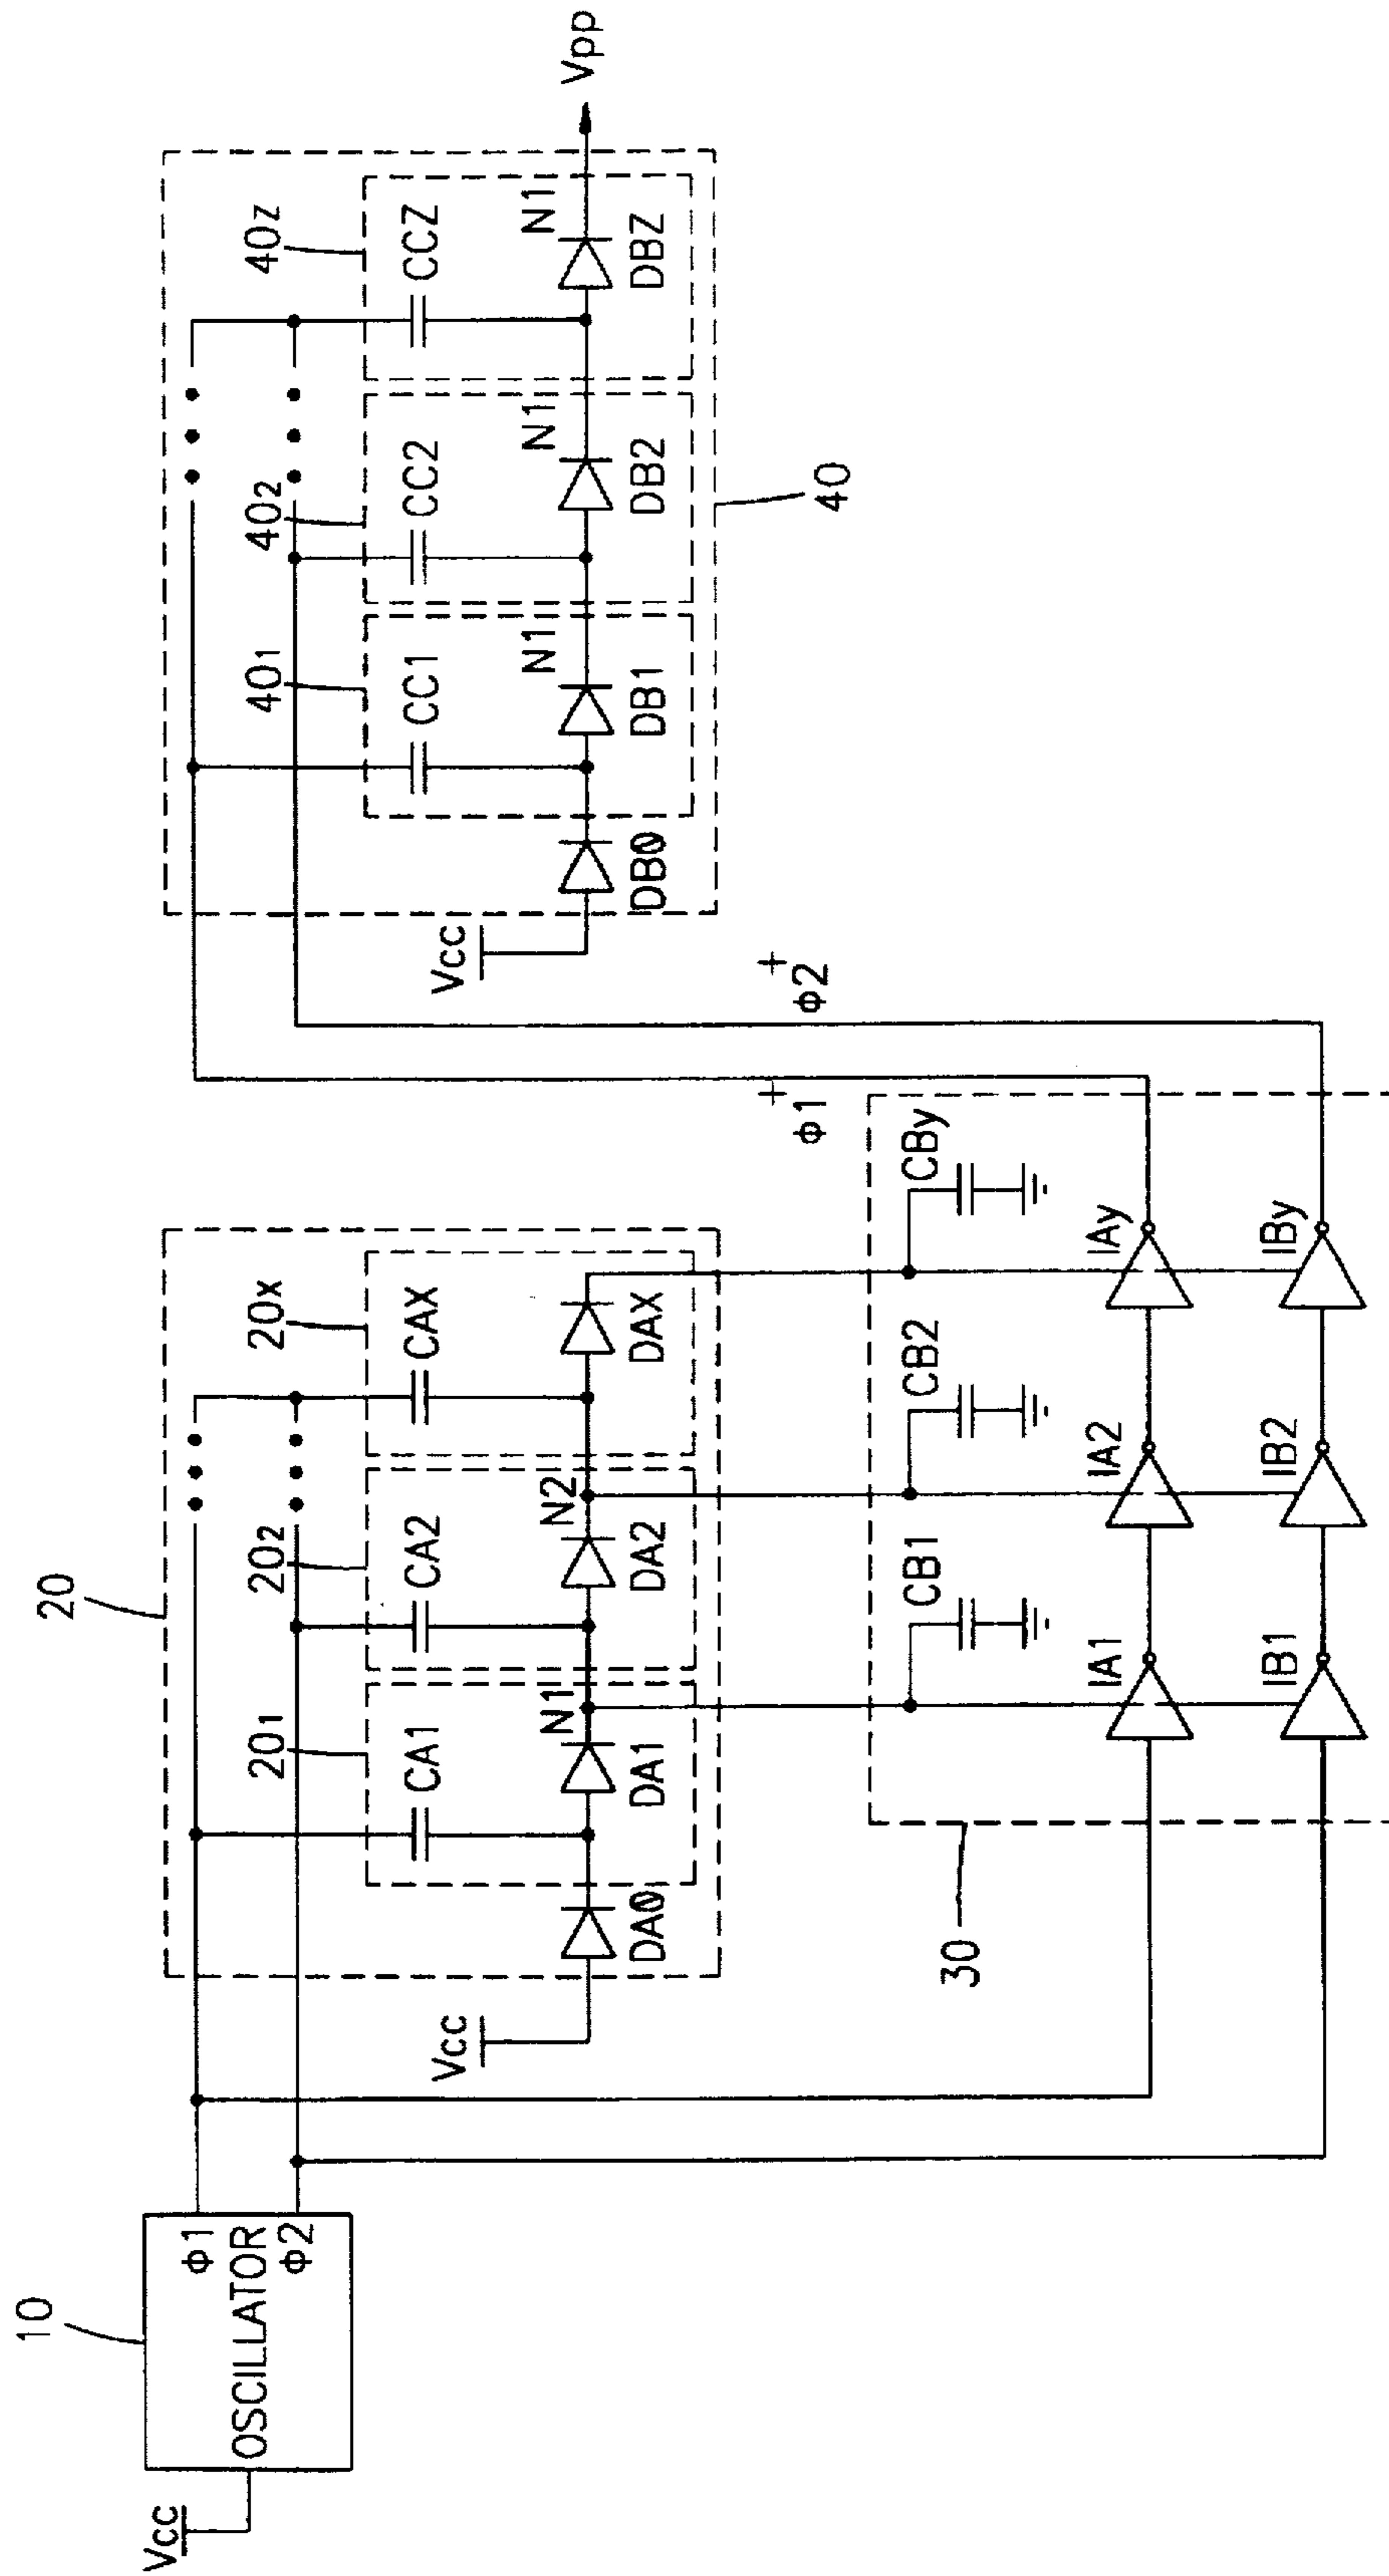 10
Vcc
OSCILLATOR
ϕ1
ϕ2
20
Vcc
DA0
20₁
CA1
N1
DA1
20₂
CA2
N2
DA2
20x
CAX
DAX
30
CB1
CB2
CBy
IA1
IA2
IAy
IB1
IB2
IBy
ϕ1⁺
ϕ2⁺
Vcc
DB0
40₁
CC1
N1
DB1
40₂
CC2
N1
DB2
40z
CCZ
N1
DBZ
40
Vpp